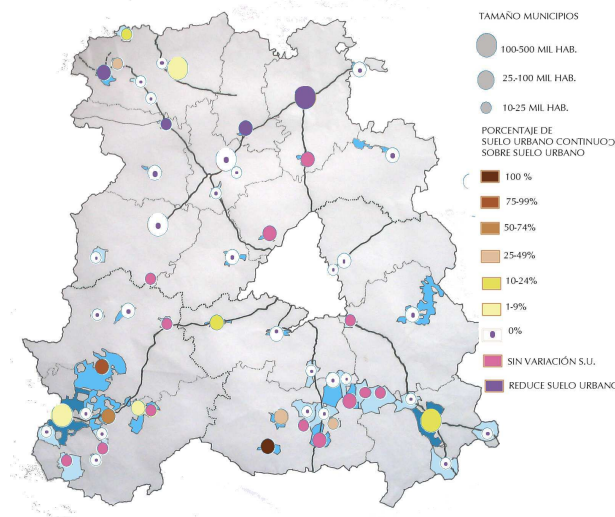 TAMAÑO MUNICIPIOS
100-500 MIL HAB.
25.-100 MIL HAB.
10-25 MIL HAB.
PORCENTAJE DE
SUELO URBANO CONTINUO
SOBRE SUELO URBANO
100 %
75-99%
50-74%
25-49%
10-24%
1-9%
0%
SIN VARIACIÓN S.U.
REDUCE SUELO URBANO